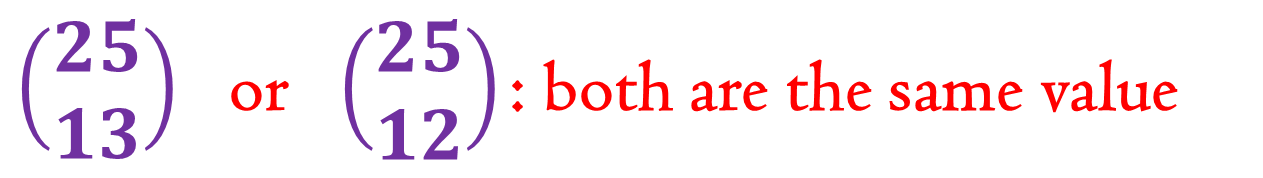 (25 13) or (25 12) : both are the same value